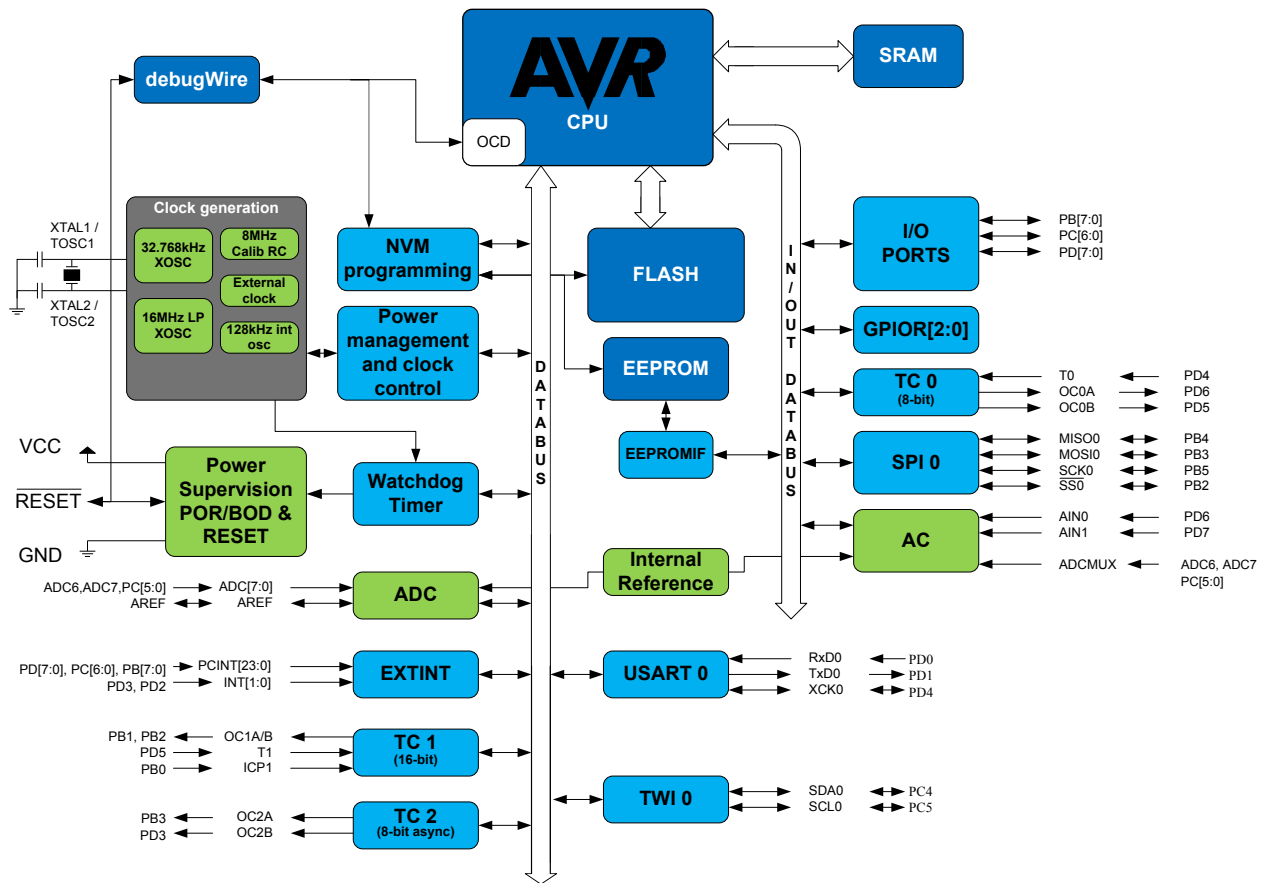 AVR
CPU
OCD
SRAM
debugWire
Clock generation
XTAL1 /
TOSC1
32.768kHz
XOSC
8MHz
Calib RC
External
clock
XTAL2 /
TOSC2
16MHz LP
XOSC
128kHz int
osc
NVM
programming
Power
management
and clock
control
FLASH
EEPROM
EEPROMIF
DATABUS
IN/OUT DATABUS
I/O
PORTS
PB[7:0]
PC[6:0]
PD[7:0]
GPIOR[2:0]
TC 0
(8-bit)
T0 PD4
OC0A PD6
OC0B PD5
SPI 0
MISO0 PB4
MOSI0 PB3
SCK0 PB5
SS0 PB2
AC
AIN0 PD6
AIN1 PD7
ADCMUX ADC6, ADC7
PC[5:0]
VCC
RESET
GND
Power
Supervision
POR/BOD &
RESET
Watchdog
Timer
Internal
Reference
ADC6,ADC7,PC[5:0] ADC[7:0]
AREF AREF
ADC
PD[7:0], PC[6:0], PB[7:0] PCINT[23:0]
PD3, PD2 INT[1:0]
EXTINT
USART 0
RxD0 PD0
TxD0 PD1
XCK0 PD4
PB1, PB2 OC1A/B
PD5 T1
PB0 ICP1
TC 1
(16-bit)
TWI 0
SDA0 PC4
SCL0 PC5
PB3 OC2A
PD3 OC2B
TC 2
(8-bit async)